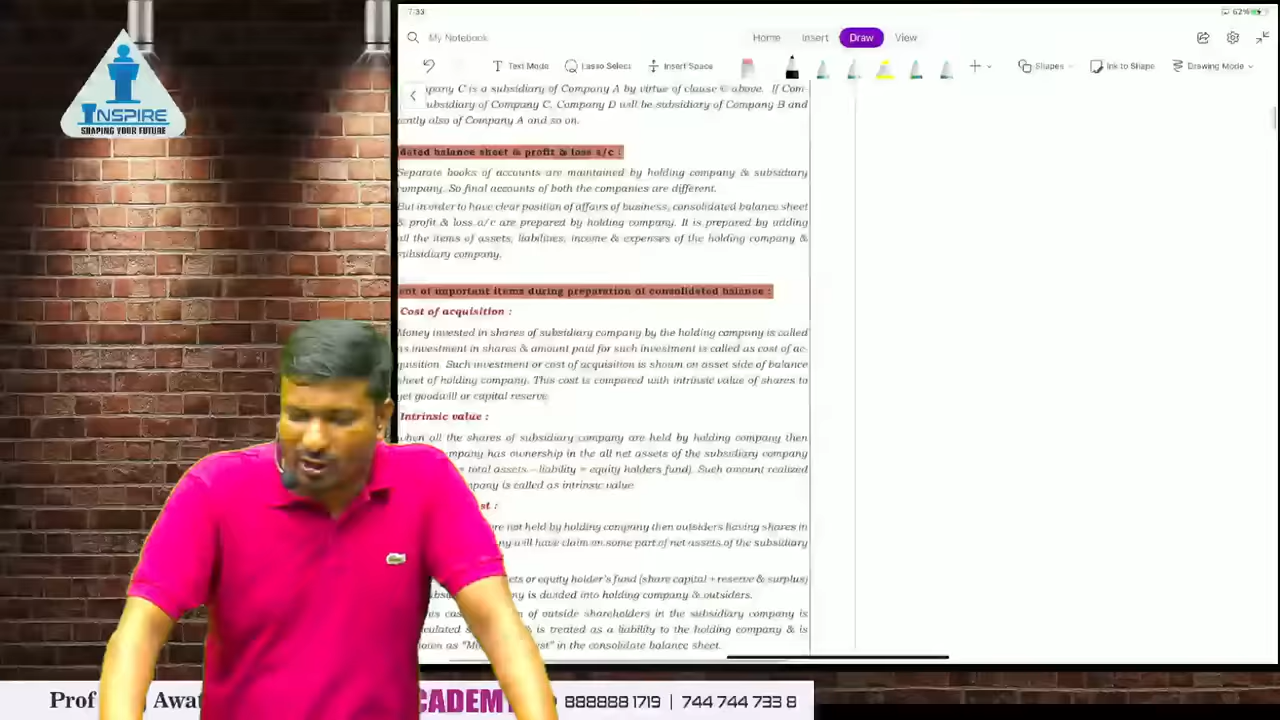 7:33
62%
My Notebook
Home Insert Draw View
Text Mode Lasso Select Insert Space Shapes Ink to Shape Drawing Mode
INSPIRE
SHAPING YOUR FUTURE
pany C is a subsidiary of Company A by virtue of clause © above. If Com-
ubsidiary of Company C, Company D will be subsidiary of Company B and
ently also of Company A and so on.
dated balance sheet & profit & loss a/c :
Separate books of accounts are maintained by holding company & subsidiary
company. So final accounts of both the companies are different.
But in order to have clear position of affairs of business, consolidated balance sheet
& profit & loss a/c are prepared by holding company. It is prepared by adding
all the items of assets, liabilities, income & expenses of the holding company &
subsidiary company.
ent of important items during preparation of consolidated balance :
Cost of acquisition :
Money invested in shares of subsidiary company by the holding company is called
as investment in shares & amount paid for such investment is called as cost of ac-
quisition. Such investment or cost of acquisition is shown on asset side of balance
sheet of holding company. This cost is compared with intrinsic value of shares to
get goodwill or capital reserve
Intrinsic value :
when all the shares of subsidiary company are held by holding company then
mpany has ownership in the all net assets of the subsidiary company
= total assets – liability = equity holders fund). Such amount realized
mpany is called as intrinsic value
st :
re not held by holding company then outsiders having shares in
ny will have claim on some part of net assets of the subsidiary
ets or equity holder's fund (share capital + reserve & surplus)
ny is divided into holding company & outsiders.
of outside shareholders in the subsidiary company is
& is treated as a liability to the holding company & is
est" in the consolidate balance sheet.
Prof Awat CADEM 888888 1719 | 744 744 733 8